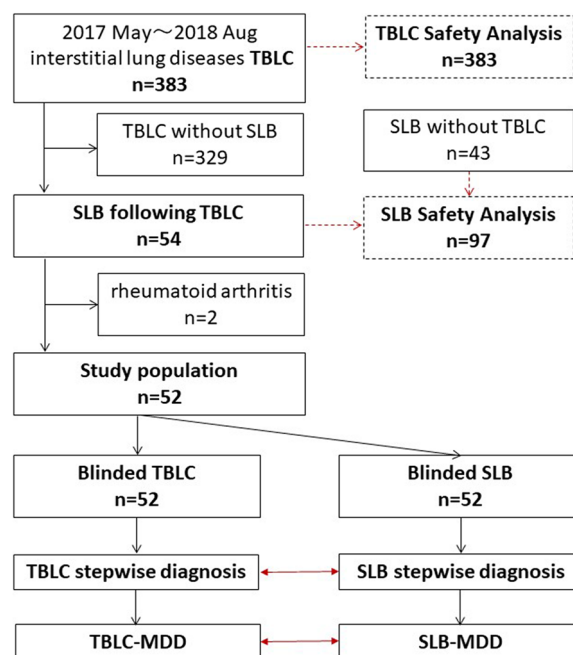 2017 May～2018 Aug
interstitial lung diseases TBLC
n=383
TBLC Safety Analysis
n=383
TBLC without SLB
n=329
SLB without TBLC
n=43
SLB following TBLC
n=54
SLB Safety Analysis
n=97
rheumatoid arthritis
n=2
Study population
n=52
Blinded TBLC
n=52
Blinded SLB
n=52
TBLC stepwise diagnosis
SLB stepwise diagnosis
TBLC-MDD
SLB-MDD